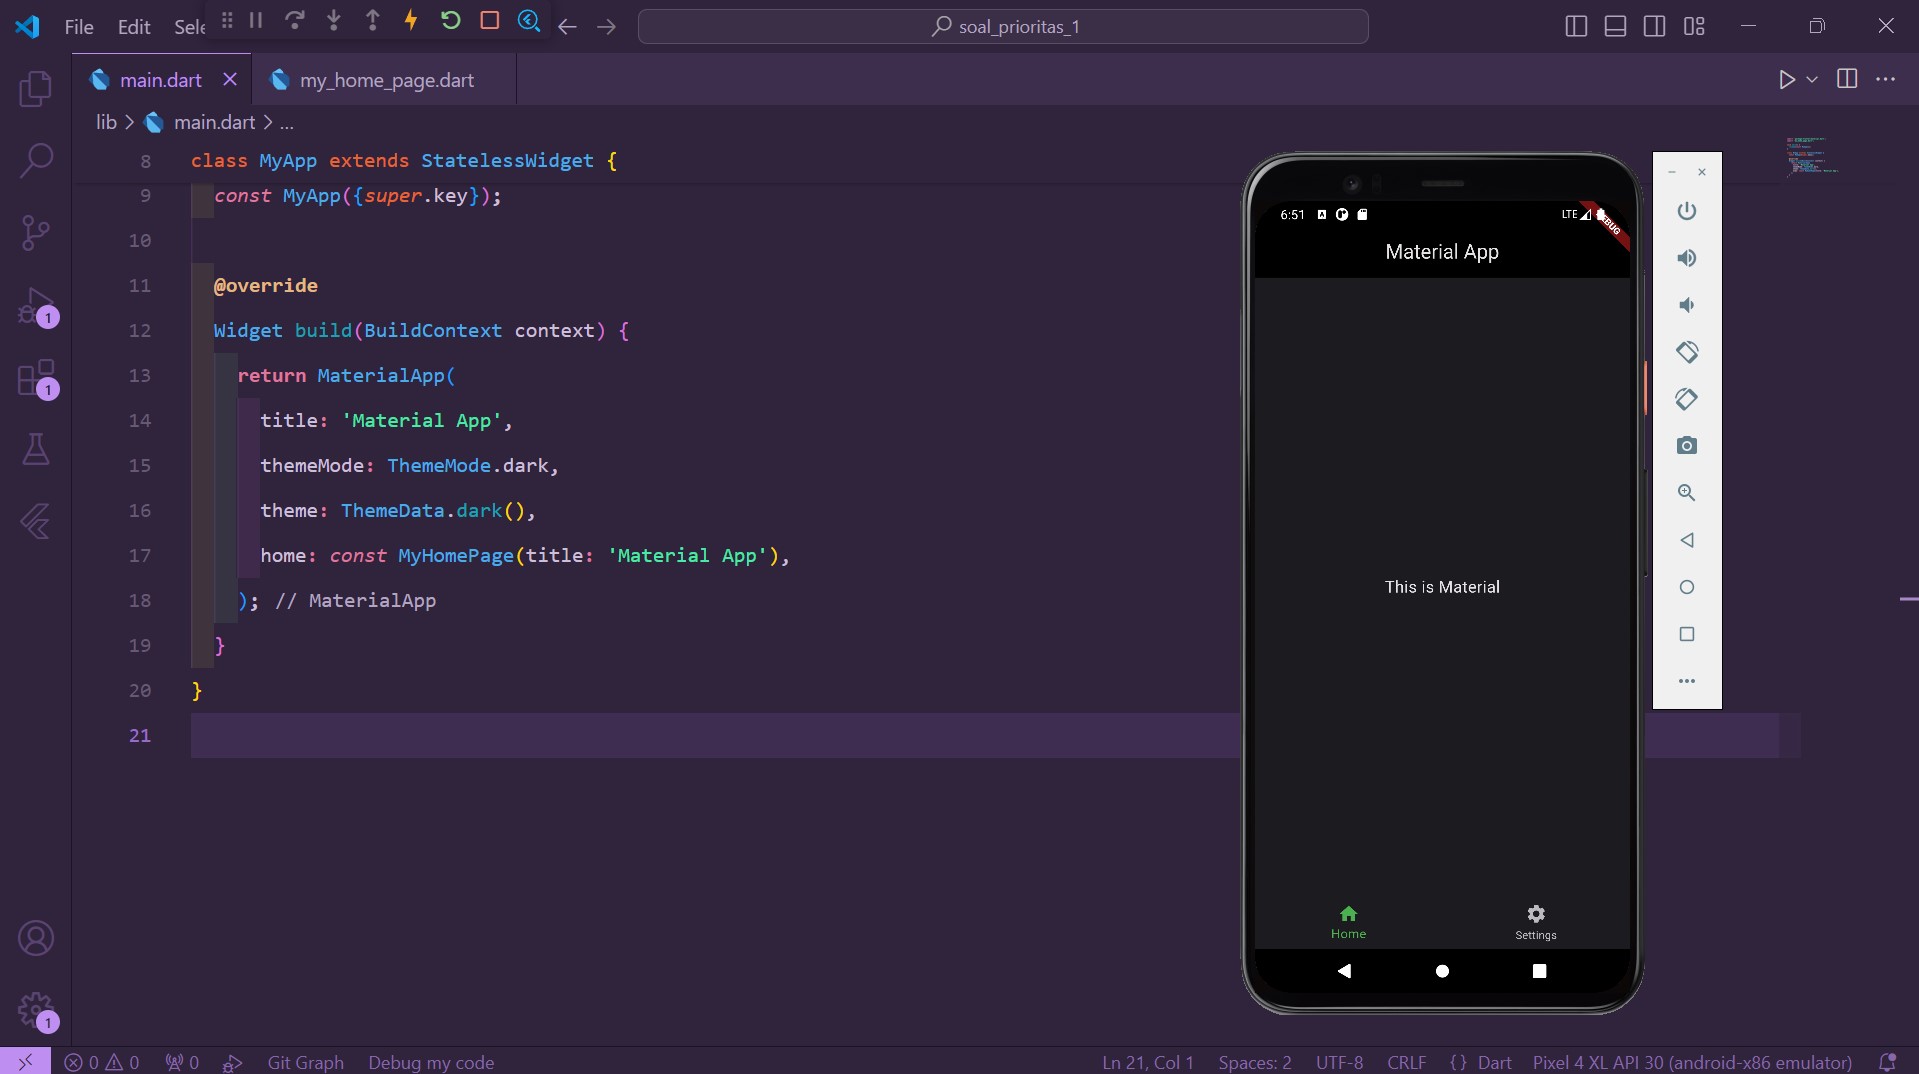 File Edit Sele
soal_prioritas_1
main.dart
my_home_page.dart
lib > main.dart > ...
8 class MyApp extends StatelessWidget {
9 const MyApp({super.key});
10
11 @override
12 Widget build(BuildContext context) {
13 return MaterialApp(
14 title: 'Material App',
15 themeMode: ThemeMode.dark,
16 theme: ThemeData.dark(),
17 home: const MyHomePage(title: 'Material App'),
18 ); // MaterialApp
19 }
20 }
21
6:51
LTE
Material App
This is Material
Home
Settings
1
1
1
0 0 0 Git Graph Debug my code Ln 21, Col 1 Spaces: 2 UTF-8 CRLF {} Dart Pixel 4 XL API 30 (android-x86 emulator)